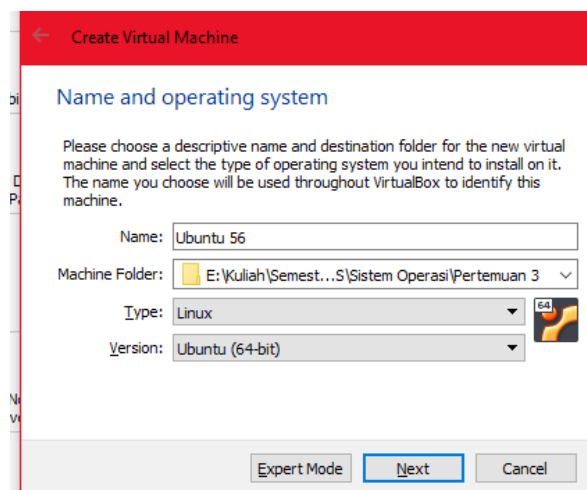 Create Virtual Machine
Name and operating system
Please choose a descriptive name and destination folder for the new virtual
machine and select the type of operating system you intend to install on it.
The name you choose will be used throughout VirtualBox to identify this
machine.
Name: Ubuntu 56
Machine Folder: E:\Kuliah\Semest...S\Sistem Operasi\Pertemuan 3
Type: Linux
64
Version: Ubuntu (64-bit)
Expert Mode Next Cancel